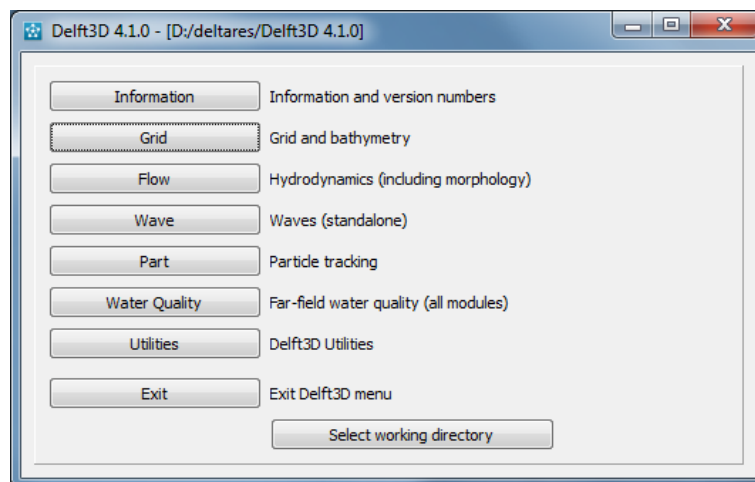 Delft3D 4.1.0 - [D:/deltares/Delft3D 4.1.0]
Information Information and version numbers
Grid Grid and bathymetry
Flow Hydrodynamics (including morphology)
Wave Waves (standalone)
Part Particle tracking
Water Quality Far-field water quality (all modules)
Utilities Delft3D Utilities
Exit Exit Delft3D menu
Select working directory